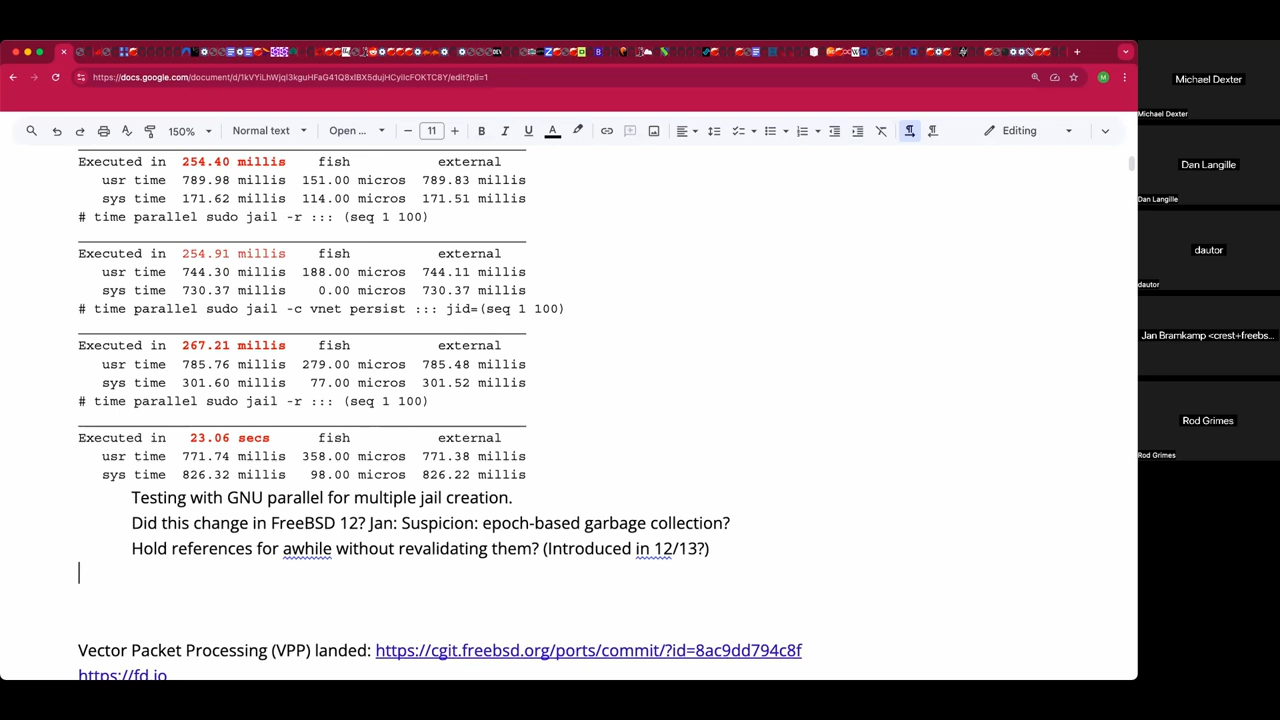 https://docs.google.com/document/d/1kVYiLhWjql3kguHFaG41Q8xIBX5dujHCyiIcFOKTC8Y/edit?pli=1
M
150%
Normal text
Open ...
11
Editing
Executed in 254.40 millis fish external
usr time 789.98 millis 151.00 micros 789.83 millis
sys time 171.62 millis 114.00 micros 171.51 millis
# time parallel sudo jail -r ::: (seq 1 100)
Executed in 254.91 millis fish external
usr time 744.30 millis 188.00 micros 744.11 millis
sys time 730.37 millis 0.00 micros 730.37 millis
# time parallel sudo jail -c vnet persist ::: jid=(seq 1 100)
Executed in 267.21 millis fish external
usr time 785.76 millis 279.00 micros 785.48 millis
sys time 301.60 millis 77.00 micros 301.52 millis
# time parallel sudo jail -r ::: (seq 1 100)
Executed in 23.06 secs fish external
usr time 771.74 millis 358.00 micros 771.38 millis
sys time 826.32 millis 98.00 micros 826.22 millis
Testing with GNU parallel for multiple jail creation.
Did this change in FreeBSD 12? Jan: Suspicion: epoch-based garbage collection?
Hold references for awhile without revalidating them? (Introduced in 12/13?)
Vector Packet Processing (VPP) landed: https://cgit.freebsd.org/ports/commit/?id=8ac9dd794c8f
https://fd.io
Michael Dexter
Michael Dexter
Dan Langille
Dan Langille
dautor
dautor
Jan Bramkamp <crest+freebs...
Rod Grimes
Rod Grimes